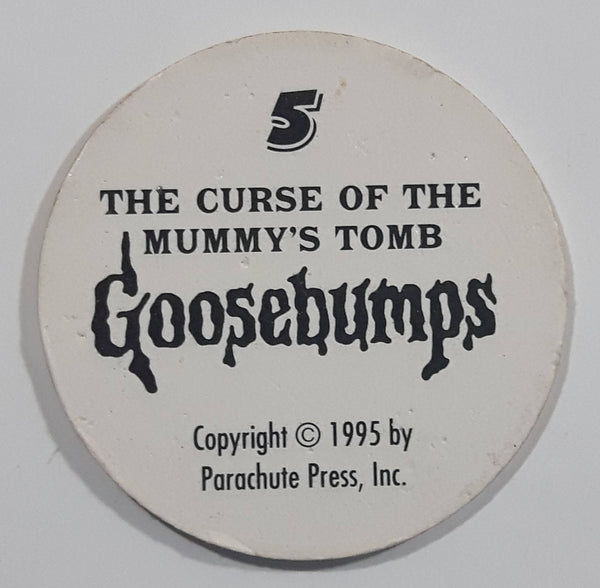 5
THE CURSE OF THE
MUMMY'S TOMB
Goosebumps
Copyright © 1995 by
Parachute Press, Inc.